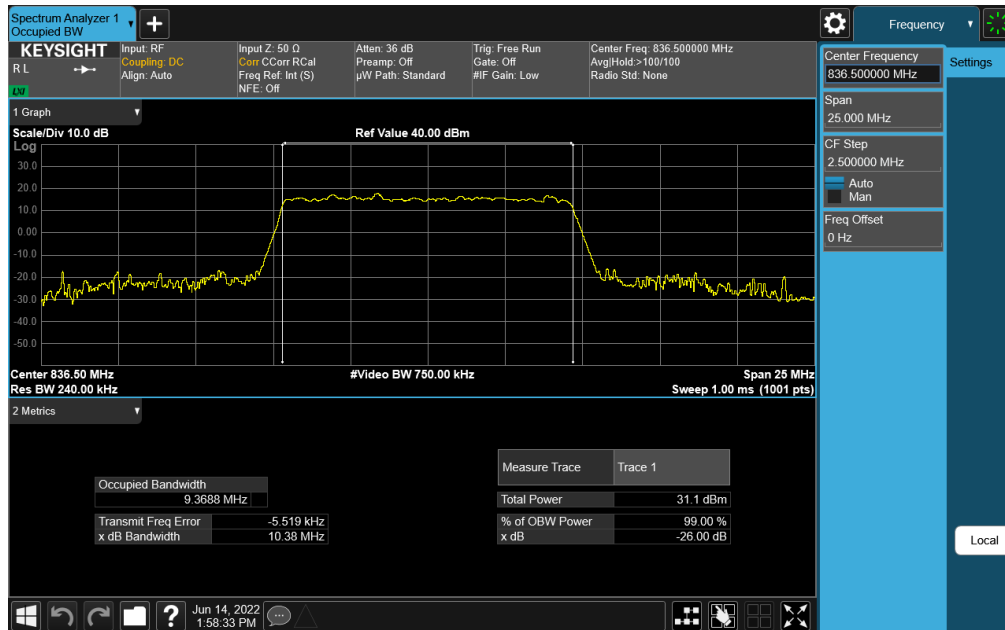 Spectrum Analyzer 1
Occupied BW
Frequency
KEYSIGHT
R L
LXI
Input: RF
Coupling: DC
Align: Auto
Input Z: 50 Ω
Corr CCorr RCal
Freq Ref: Int (S)
NFE: Off
Atten: 36 dB
Preamp: Off
µW Path: Standard
Trig: Free Run
Gate: Off
#IF Gain: Low
Center Freq: 836.500000 MHz
Avg|Hold:>100/100
Radio Std: None
Center Frequency
836.500000 MHz
Settings
Span
25.000 MHz
CF Step
2.500000 MHz
Auto
Man
Freq Offset
0 Hz
1 Graph
Scale/Div 10.0 dB
Ref Value 40.00 dBm
Log
30.0
20.0
10.0
0.00
-10.0
-20.0
-30.0
-40.0
-50.0
Center 836.50 MHz
#Video BW 750.00 kHz
Span 25 MHz
Res BW 240.00 kHz
Sweep 1.00 ms (1001 pts)
2 Metrics
Measure Trace
Trace 1
Occupied Bandwidth
9.3688 MHz
Total Power
31.1 dBm
Transmit Freq Error
-5.519 kHz
% of OBW Power
99.00 %
x dB Bandwidth
10.38 MHz
x dB
-26.00 dB
Local
?
Jun 14, 2022
1:58:33 PM